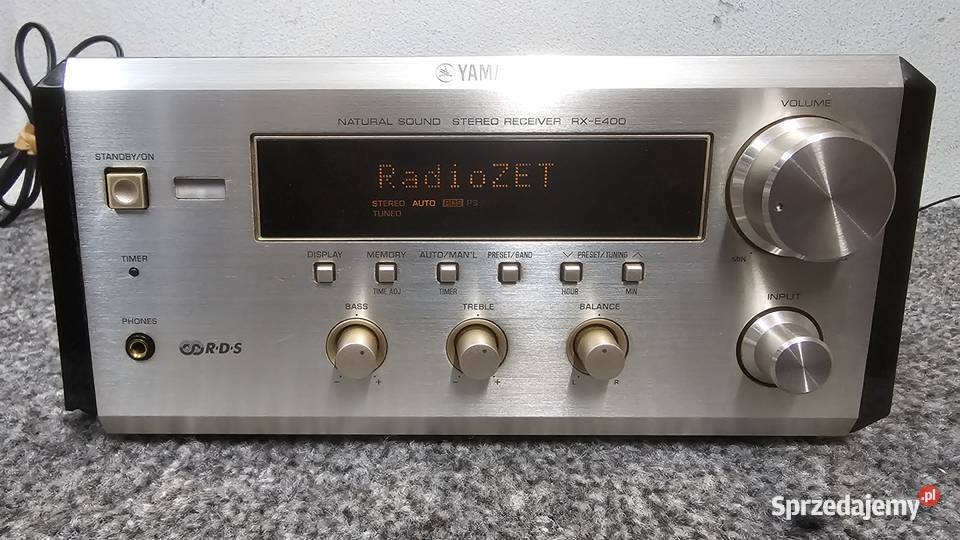 YAMA
NATURAL SOUND STEREO RECEIVER RX-E400
VOLUME
STANDBY/ON
RadioZET
STEREO AUTO RDS PS
TUNED
MIN
TIMER
DISPLAY MEMORY AUTO/MAN'L PRESET/BAND PRESET/TUNING
TIME ADJ TIMER HOUR MIN
PHONES
BASS TREBLE BALANCE
INPUT
R·D·S
- + - + L R
Sprzedajemy.pl